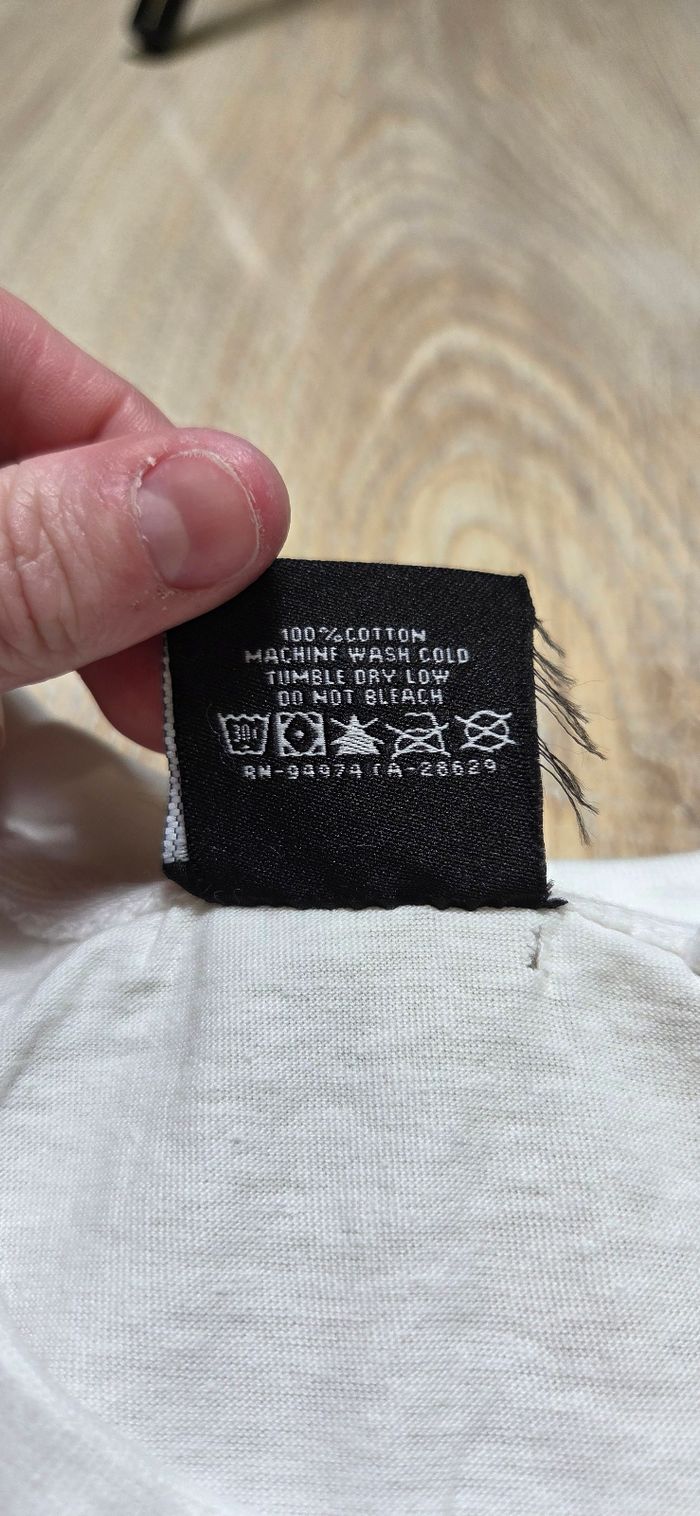 100% COTTON
MACHINE WASH COLD
TUMBLE DRY LOW
DO NOT BLEACH
30
RN-94974 CA-28629